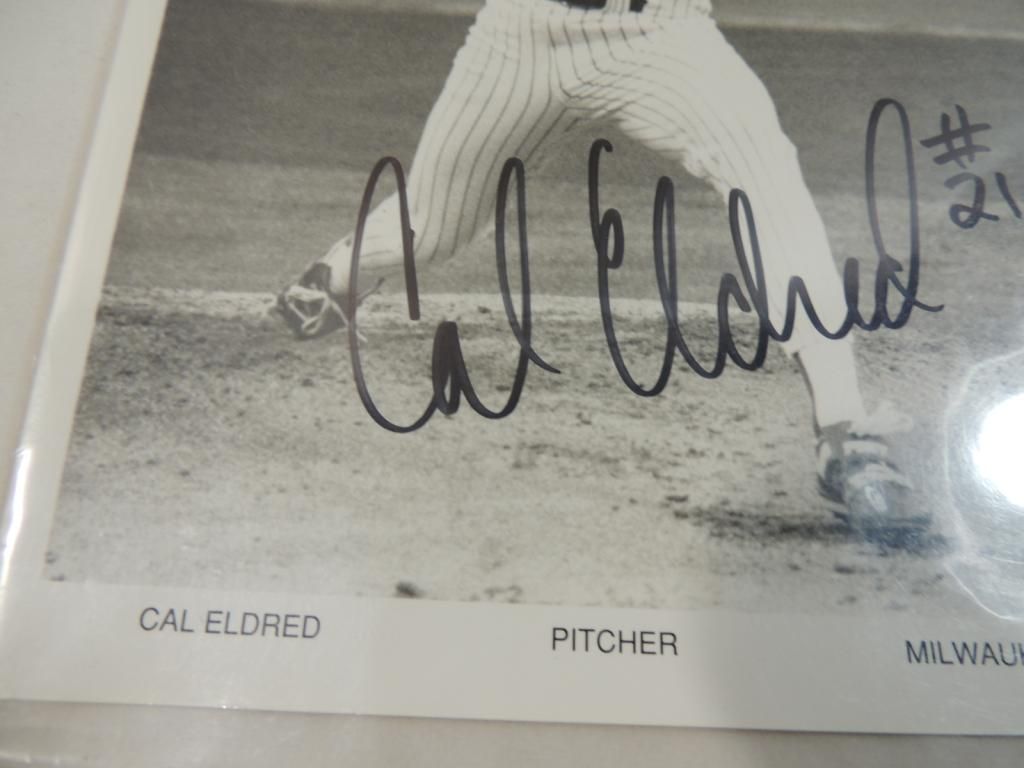 Cal Eldred #21
CAL ELDRED PITCHER MILWAUK